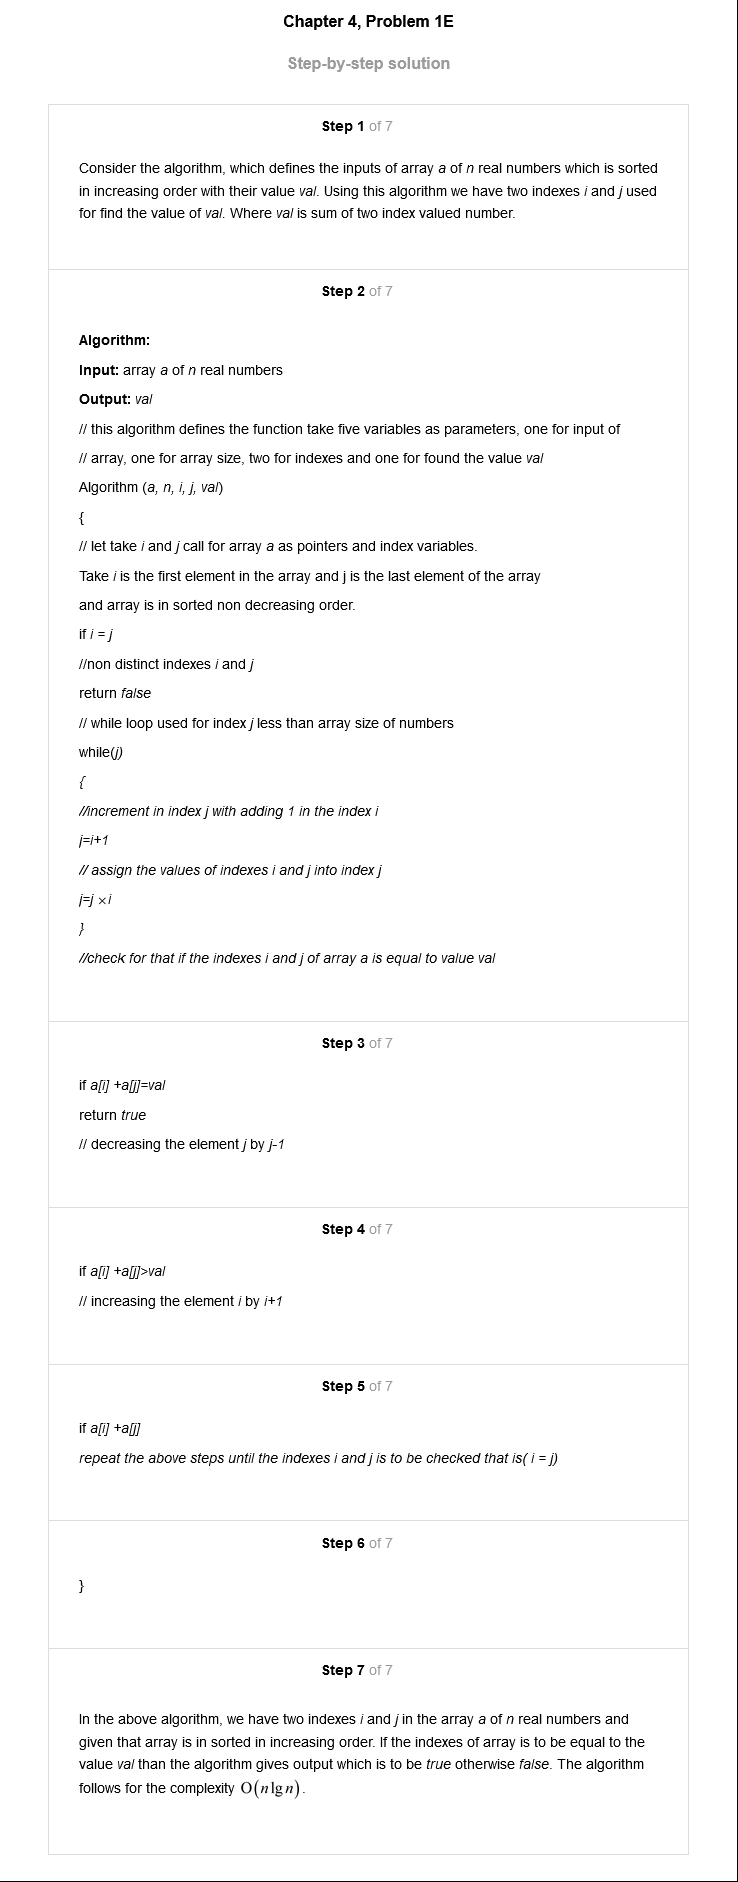 Chapter 4, Problem 1E
Step-by-step solution
Step 1 of 7
Consider the algorithm, which defines the inputs of array a of n real numbers which is sorted
in increasing order with their value val. Using this algorithm we have two indexes i and j used
for find the value of val. Where val is sum of two index valued number.
Step 2 of 7
Algorithm:
Input: array a of n real numbers
Output: val
// this algorithm defines the function take five variables as parameters, one for input of
// array, one for array size, two for indexes and one for found the value val
Algorithm (a, n, i, j, val)
{
// let take i and j call for array a as pointers and index variables.
Take i is the first element in the array and j is the last element of the array
and array is in sorted non decreasing order.
if i = j
//non distinct indexes i and j
return false
// while loop used for index j less than array size of numbers
while(j)
{
//increment in index j with adding 1 in the index i
j=i+1
// assign the values of indexes i and j into index j
j=j ×i
}
//check for that if the indexes i and j of array a is equal to value val
Step 3 of 7
if a[i] +a[j]=val
return true
// decreasing the element j by j-1
Step 4 of 7
if a[i] +a[j]>val
// increasing the element i by i+1
Step 5 of 7
if a[i] +a[j]
repeat the above steps until the indexes i and j is to be checked that is( i = j)
Step 6 of 7
}
Step 7 of 7
In the above algorithm, we have two indexes i and j in the array a of n real numbers and
given that array is in sorted in increasing order. If the indexes of array is to be equal to the
value val than the algorithm gives output which is to be true otherwise false. The algorithm
follows for the complexity O(n lg n).